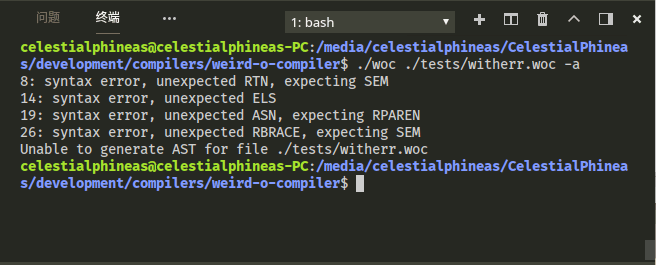 问题 终端 ••• 1: bash
celestialphineas@celestialphineas-PC:/media/celestialphineas/CelestialPhinea
s/development/compilers/weird-o-compiler$ ./woc ./tests/witherr.woc -a
8: syntax error, unexpected RTN, expecting SEM
14: syntax error, unexpected ELS
19: syntax error, unexpected ASN, expecting RPAREN
26: syntax error, unexpected RBRACE, expecting SEM
Unable to generate AST for file ./tests/witherr.woc
celestialphineas@celestialphineas-PC:/media/celestialphineas/CelestialPhinea
s/development/compilers/weird-o-compiler$